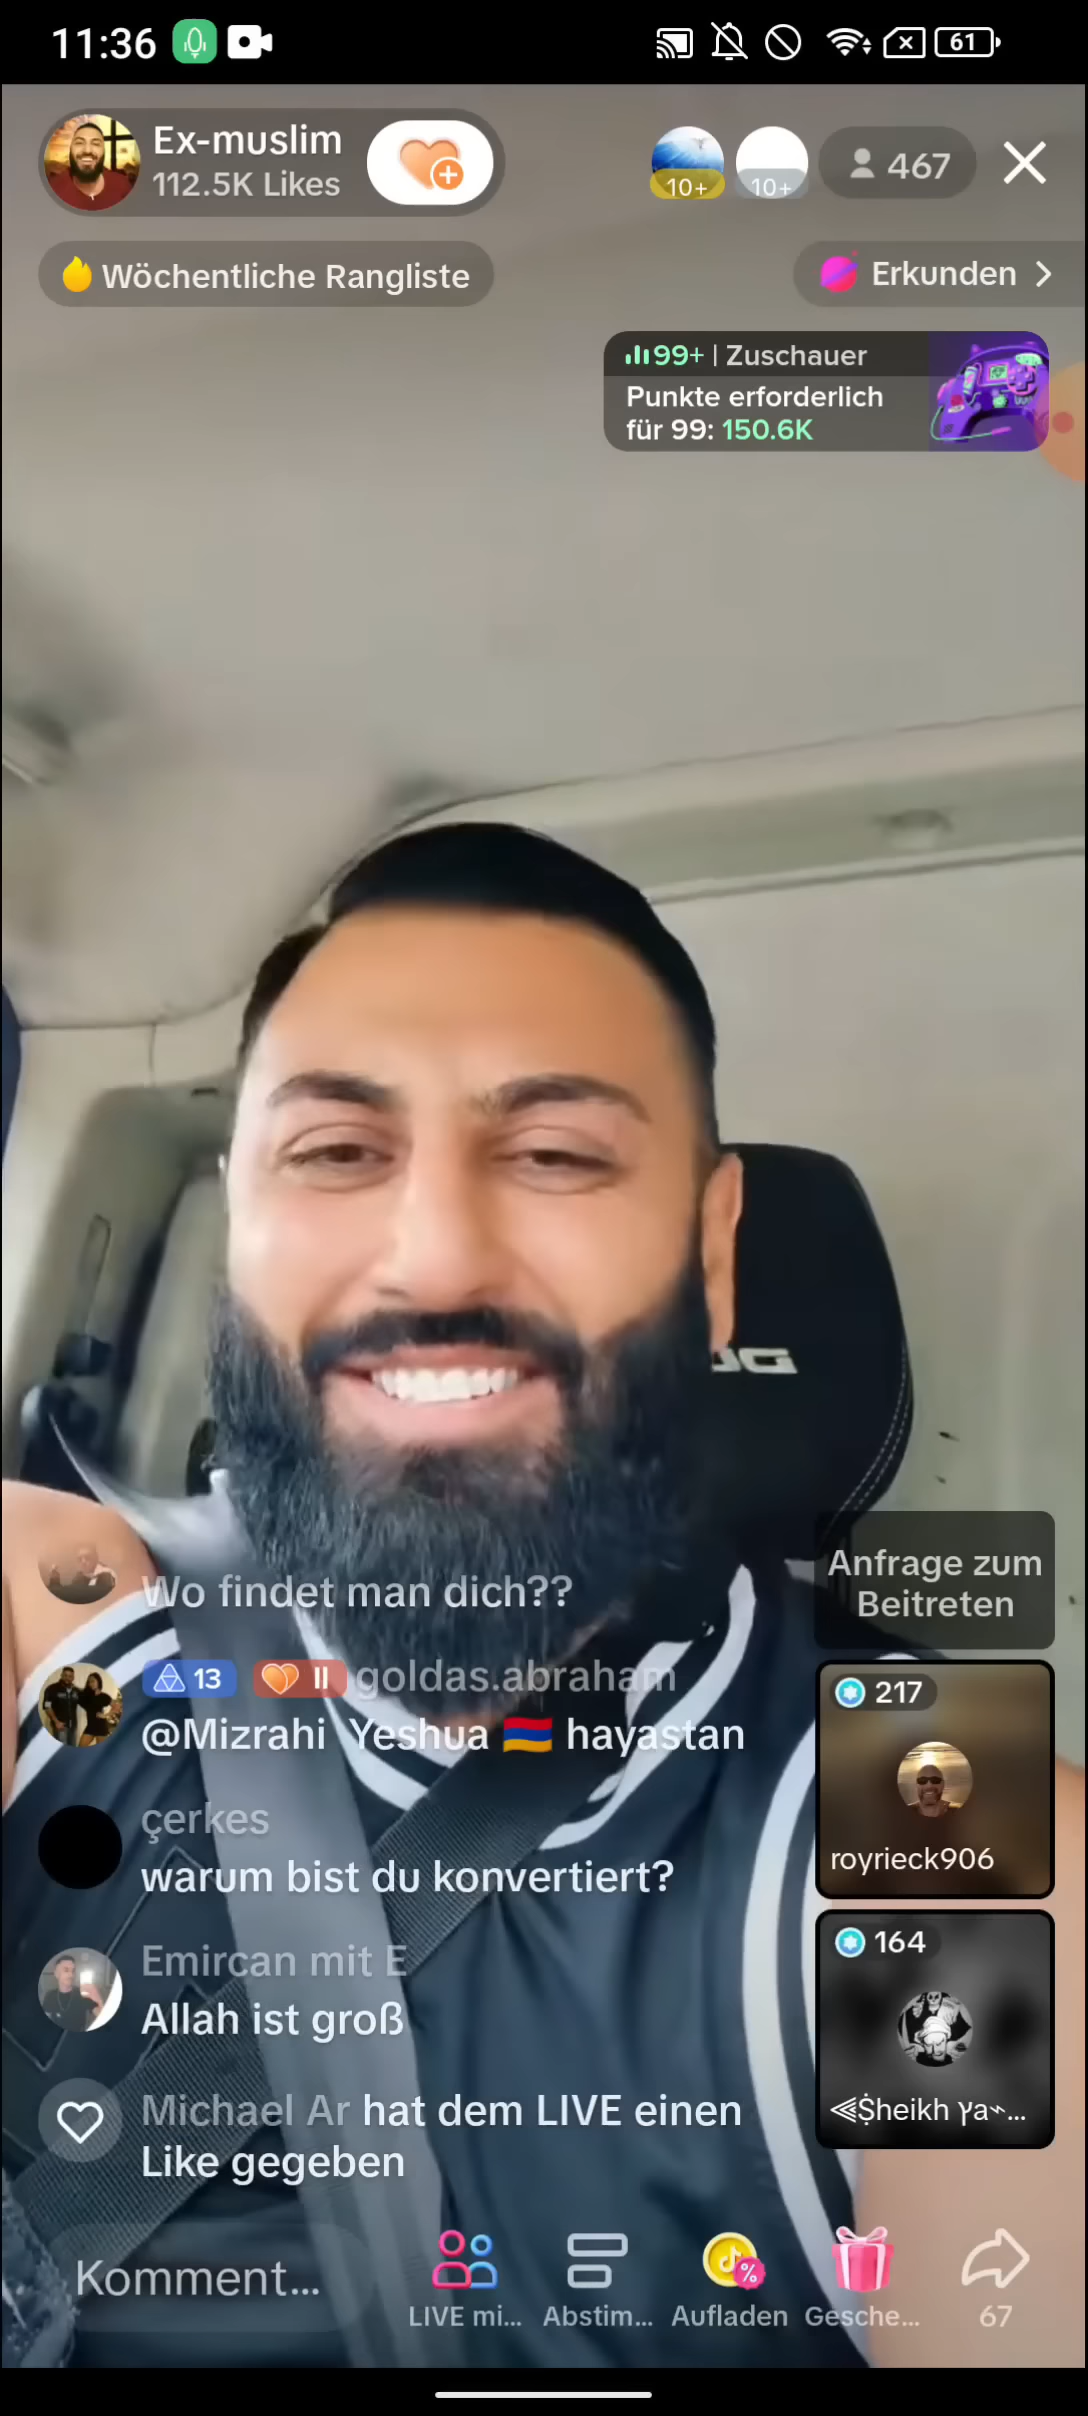 11:36
61
Ex-muslim
112.5K Likes
10+
10+
467
Wöchentliche Rangliste
Erkunden
99+ | Zuschauer
Punkte erforderlich
für 99: 150.6K
Wo findet man dich??
Anfrage zum
Beitreten
13 II goldas.abraham
@Mizrahi Yeshua 🇦🇲 hayastan
217
royrieck906
çerkes
warum bist du konvertiert?
Emircan mit E
Allah ist groß
164
Michael Ar hat dem LIVE einen
Like gegeben
Komment...
LIVE mi...
Abstim...
Aufladen
Gesche...
67